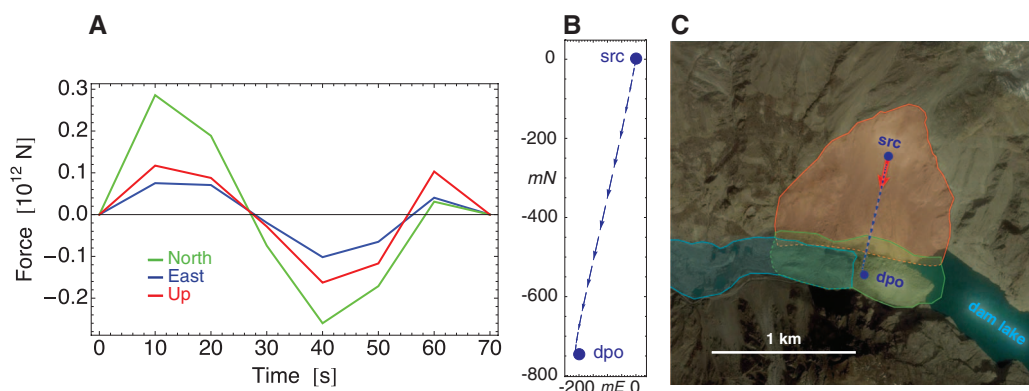 A
Force [10¹² N]
0.3
0.2
0.1
0.0
−0.1
−0.2
North
East
Up
0 10 20 30 40 50 60 70
Time [s]
B
0
-200
mN
-400
-600
-800
src
dpo
-200 mE 0
C
src
dpo
dam lake
1 km